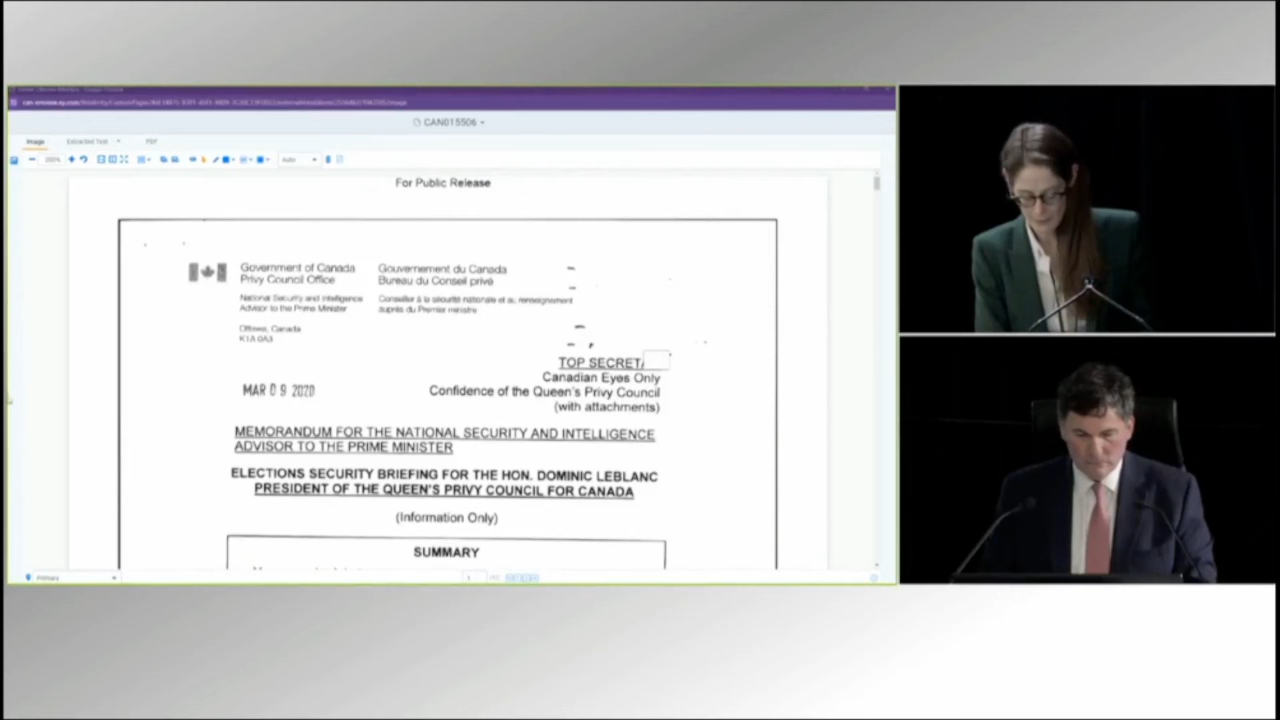 CAN015506
Image
Extracted Text
PDF
200%
Auto
For Public Release
Government of Canada
Privy Council Office
Gouvernement du Canada
Bureau du Conseil privé
National Security and Intelligence
Advisor to the Prime Minister
Conseiller à la sécurité nationale et au renseignement
auprès du Premier ministre
Ottawa, Canada
K1A 0A3
TOP SECRET
Canadian Eyes Only
Confidence of the Queen's Privy Council
(with attachments)
MAR 0 9 2020
MEMORANDUM FOR THE NATIONAL SECURITY AND INTELLIGENCE
ADVISOR TO THE PRIME MINISTER
ELECTIONS SECURITY BRIEFING FOR THE HON. DOMINIC LEBLANC
PRESIDENT OF THE QUEEN'S PRIVY COUNCIL FOR CANADA
(Information Only)
SUMMARY
Primary
1